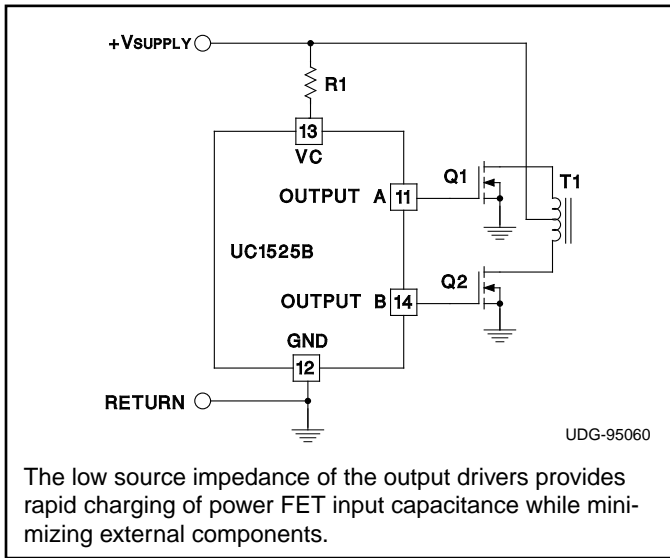 +VSUPPLY
R1
13
VC
OUTPUT A 11
Q1
T1
UC1525B
OUTPUT B 14
Q2
GND
12
RETURN
UDG-95060
The low source impedance of the output drivers provides
rapid charging of power FET input capacitance while mini-
mizing external components.